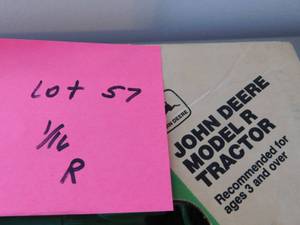 Lot 57
1/16
R
JOHN DEERE
JOHN DEERE
MODEL R
TRACTOR
Recommended for
ages 3 and over